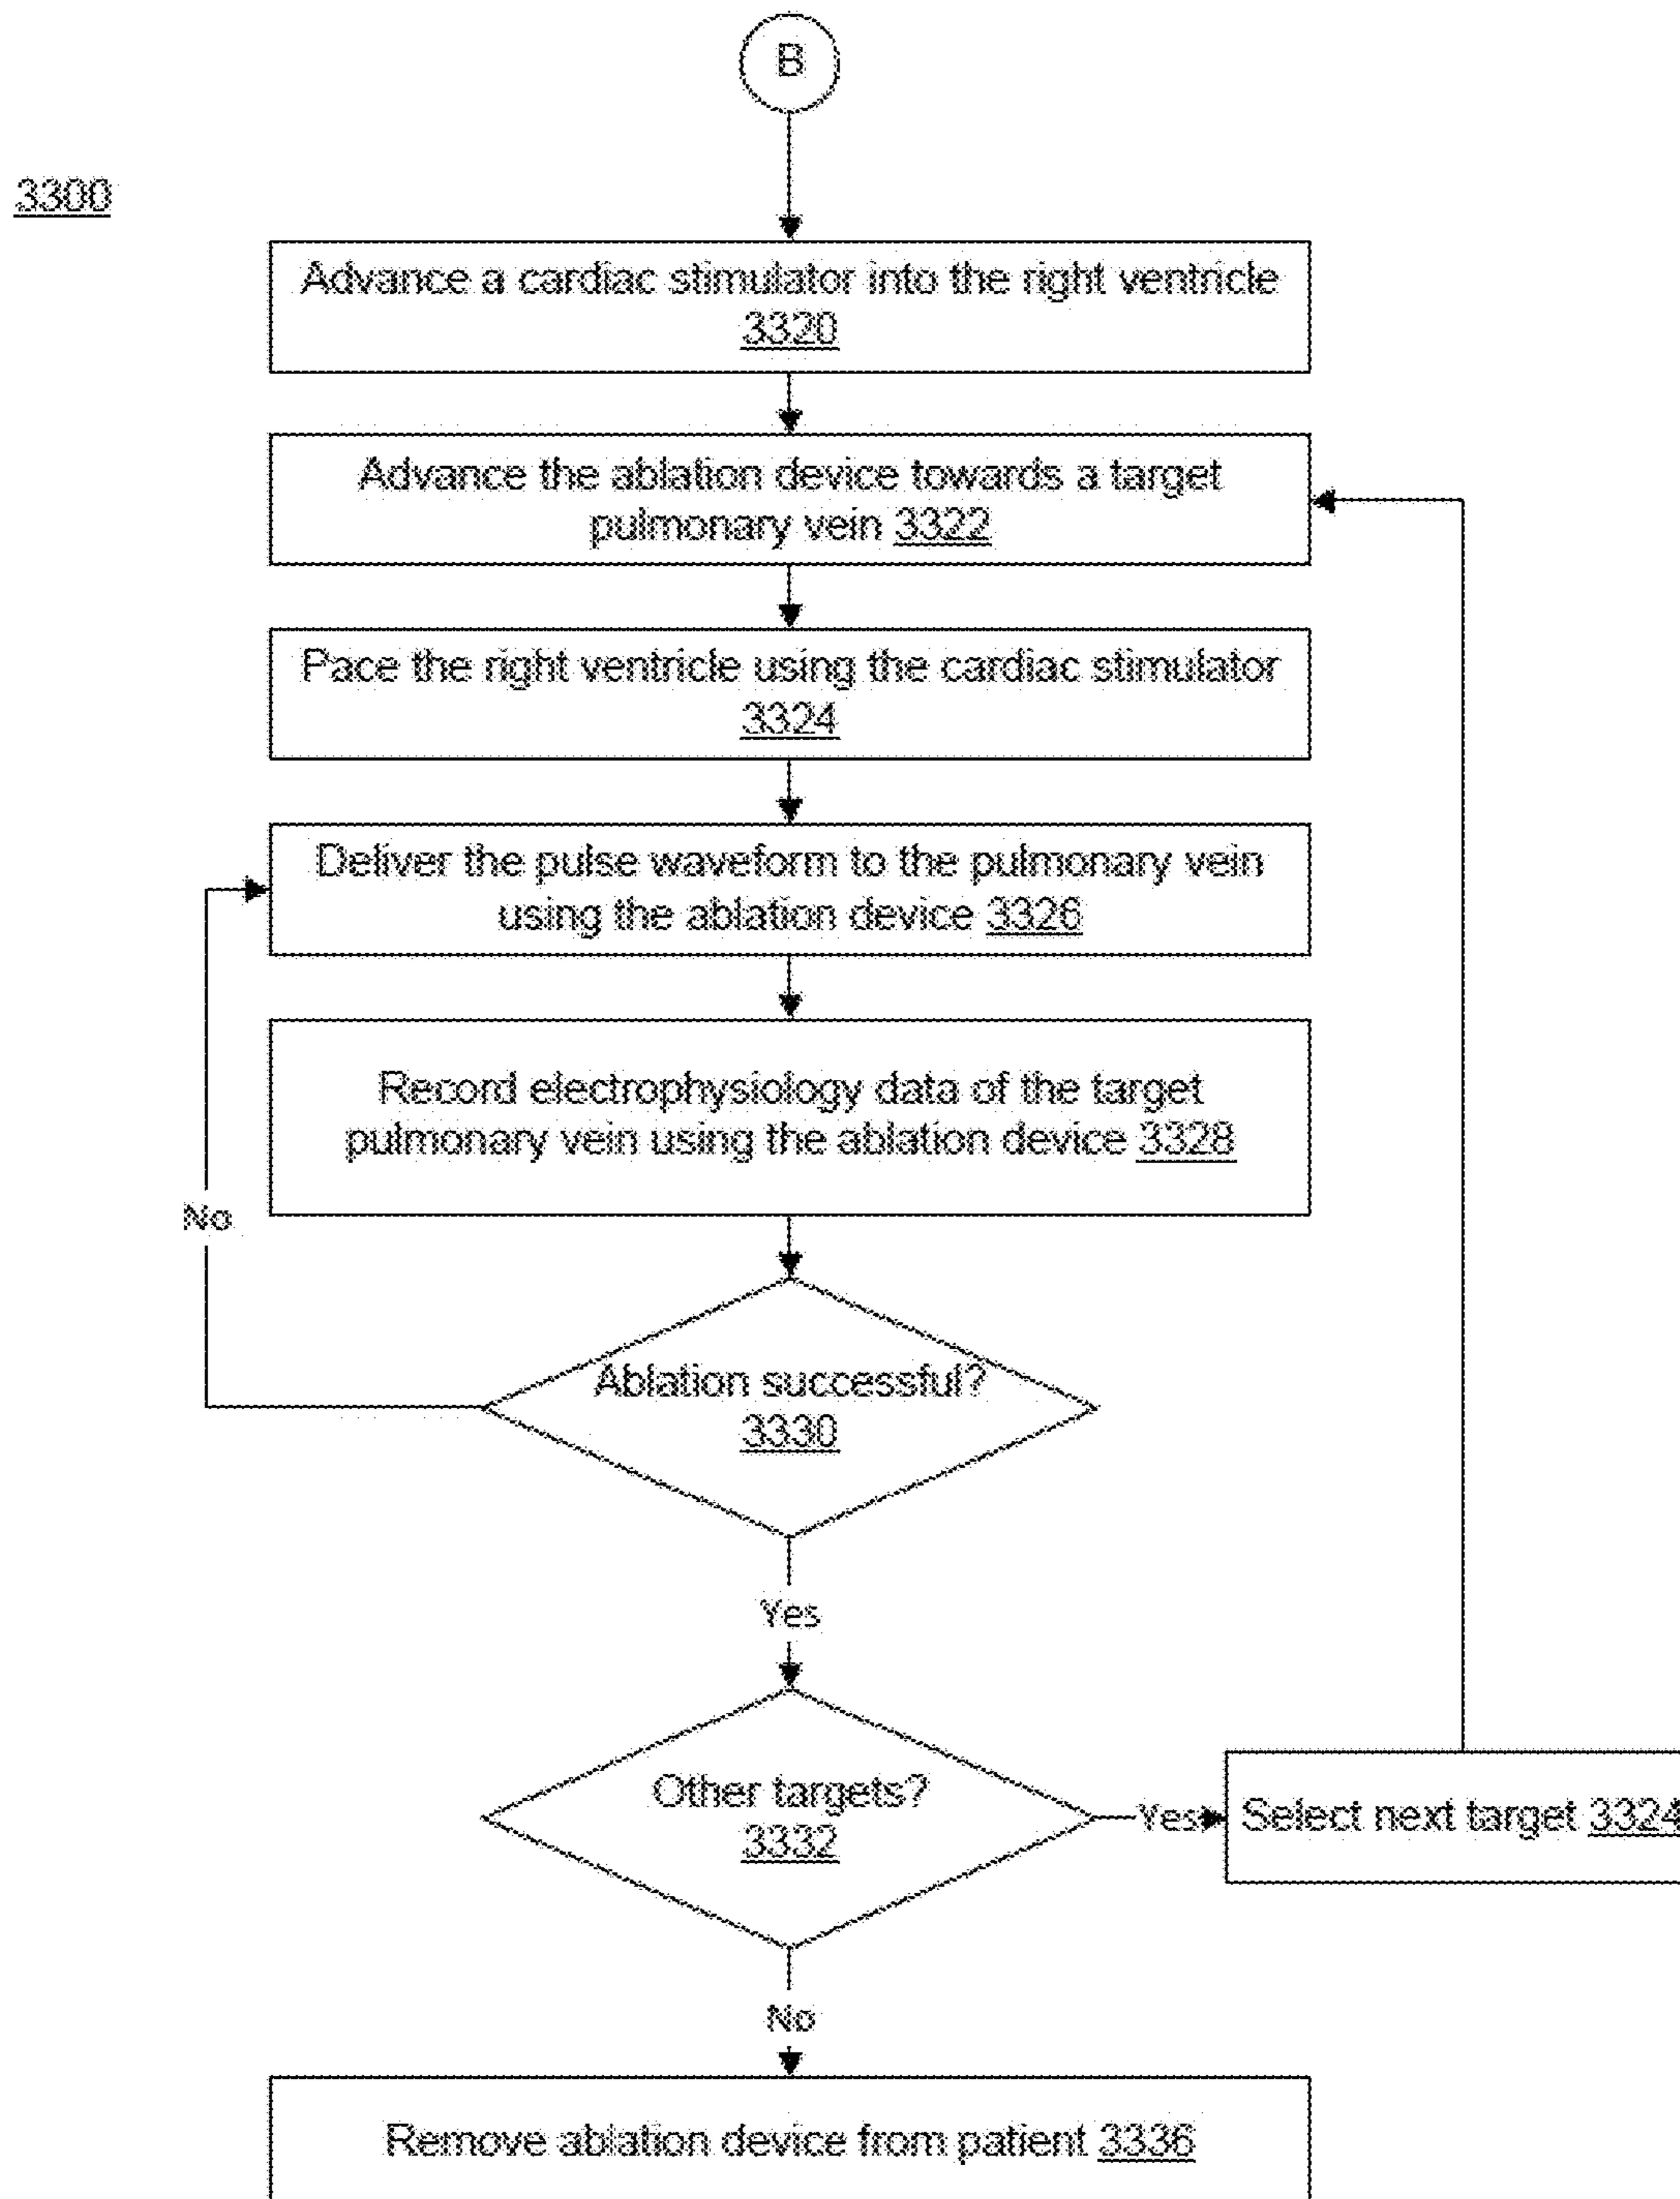 B
3300
Advance a cardiac stimulator into the right ventricle
3320
Advance the ablation device towards a target
pulmonary vein 3322
Pace the right ventricle using the cardiac stimulator
3324
Deliver the pulse waveform to the pulmonary vein
using the ablation device 3326
Record electrophysiology data of the target
pulmonary vein using the ablation device 3328
No
Ablation successful?
3330
Yes
Other targets?
3332
Yes
Select next target 3324
No
Remove ablation device from patient 3336